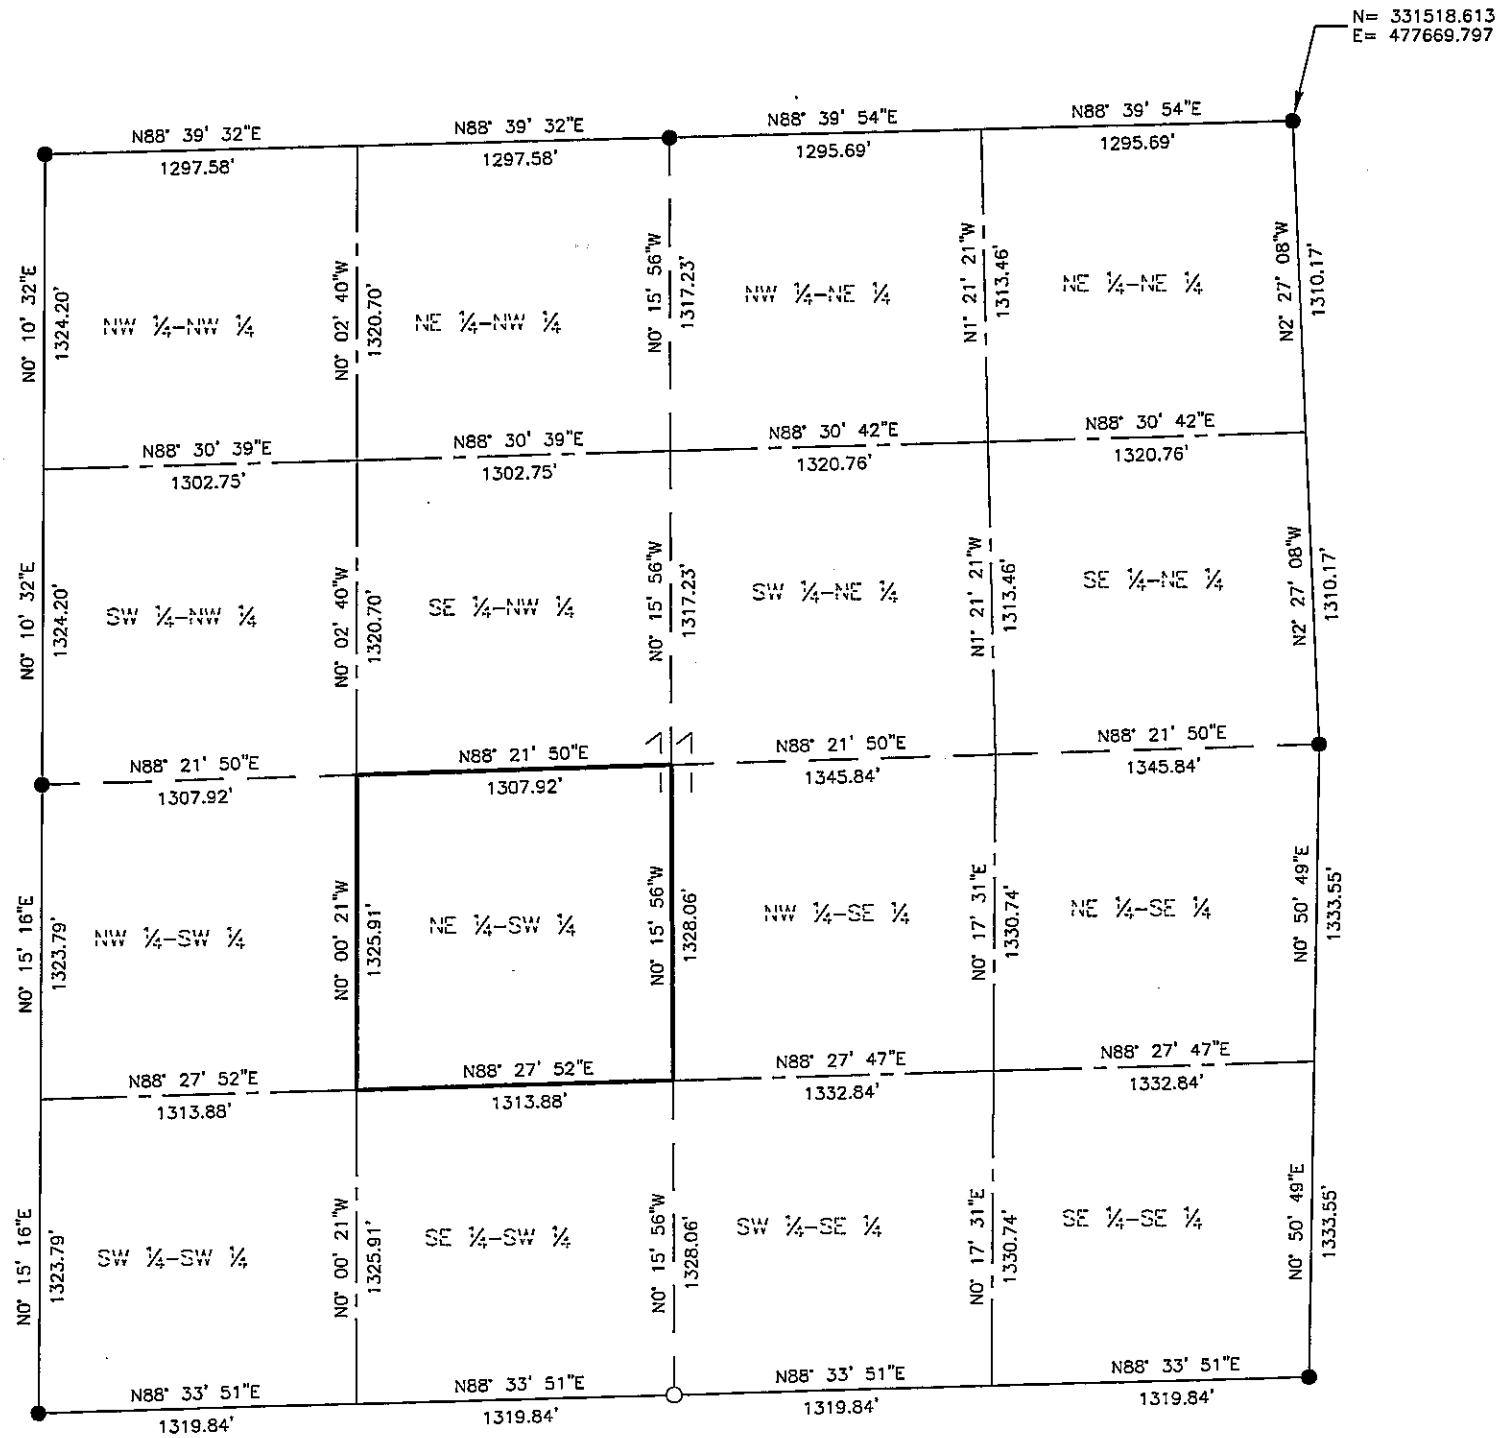 N= 331518.613
E= 477669.797
N88° 39' 32"E
1297.58'
N88° 39' 32"E
1297.58'
N88° 39' 54"E
1295.69'
N88° 39' 54"E
1295.69'
N0° 10' 32"E
1324.20'
NW ¼-NW ¼
N0° 02' 40"W
1320.70'
NE ¼-NW ¼
N0° 15' 56"W
1317.23'
NW ¼-NE ¼
N1° 21' 21"W
1313.46'
NE ¼-NE ¼
N2° 27' 08"W
1310.17'
N88° 30' 39"E
1302.75'
N88° 30' 39"E
1302.75'
N88° 30' 42"E
1320.76'
N88° 30' 42"E
1320.76'
N0° 10' 32"E
1324.20'
SW ¼-NW ¼
N0° 02' 40"W
1320.70'
SE ¼-NW ¼
N0° 15' 56"W
1317.23'
SW ¼-NE ¼
N1° 21' 21"W
1313.46'
SE ¼-NE ¼
N2° 27' 08"W
1310.17'
N88° 21' 50"E
1307.92'
N88° 21' 50"E
1307.92'
11
N88° 21' 50"E
1345.84'
N88° 21' 50"E
1345.84'
N0° 15' 16"E
1323.79'
NW ¼-SW ¼
N0° 00' 21"W
1325.91'
NE ¼-SW ¼
N0° 15' 56"W
1328.06'
NW ¼-SE ¼
N0° 17' 31"E
1330.74'
NE ¼-SE ¼
N0° 50' 49"E
1333.55'
N88° 27' 52"E
1313.88'
N88° 27' 52"E
1313.88'
N88° 27' 47"E
1332.84'
N88° 27' 47"E
1332.84'
N0° 15' 16"E
1323.79'
SW ¼-SW ¼
N0° 00' 21"W
1325.91'
SE ¼-SW ¼
N0° 15' 56"W
1328.06'
SW ¼-SE ¼
N0° 17' 31"E
1330.74'
SE ¼-SE ¼
N0° 50' 49"E
1333.55'
N88° 33' 51"E
1319.84'
N88° 33' 51"E
1319.84'
N88° 33' 51"E
1319.84'
N88° 33' 51"E
1319.84'